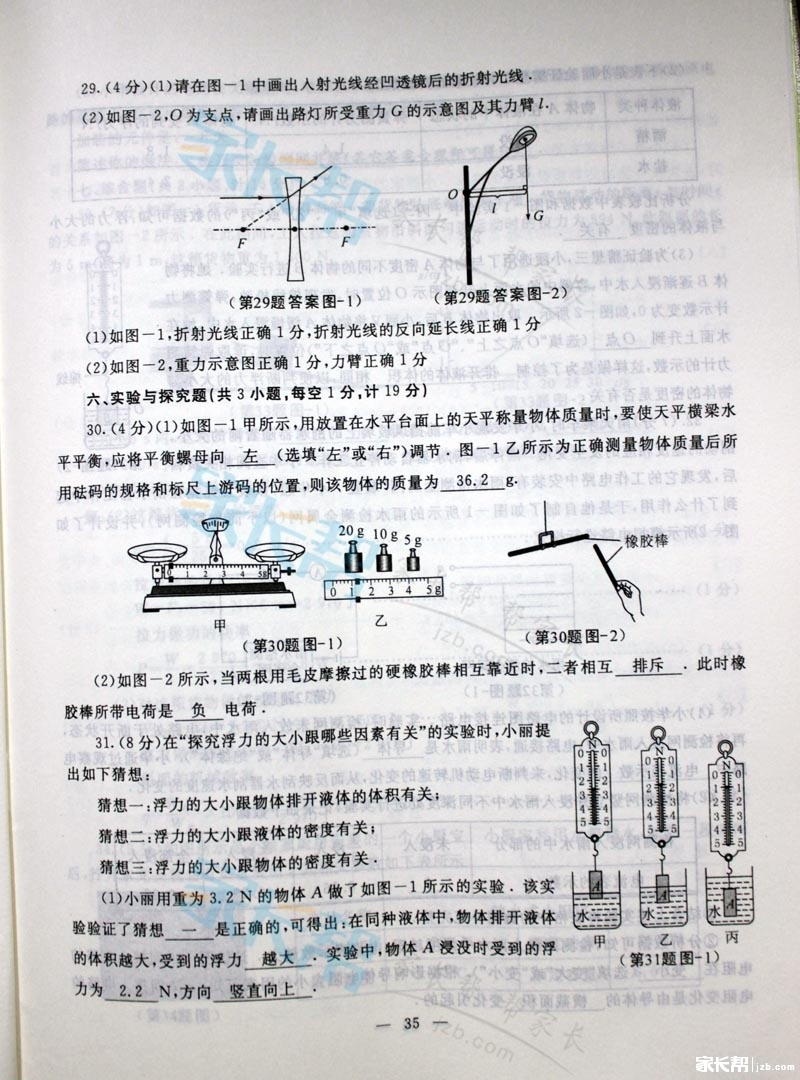 29.(4分)(1)请在图-1中画出入射光线经凹透镜后的折射光线.
(2)如图-2,O为支点,请画出路灯所受重力G的示意图及其力臂l.
F
F
O
l
G
(第29题答案图-1)
(第29题答案图-2)
(1)如图-1,折射光线正确1分,折射光线的反向延长线正确1分
(2)如图-2,重力示意图正确1分,力臂正确1分
六、实验与探究题(共3小题,每空1分,计19分)
30.(4分)(1)如图-1甲所示,用放置在水平台面上的天平称量物体质量时,要使天平横梁水
平平衡,应将平衡螺母向 左 (选填“左”或“右”)调节.图-1乙所示为正确测量物体质量后所
用砝码的规格和标尺上游码的位置,则该物体的质量为 36.2 g.
20 g 10 g 5 g
橡胶棒
0 1 2 3 4 5g
0 1 2 3 4 5g
甲
乙
(第30题图-1)
(第30题图-2)
(2)如图-2所示,当两根用毛皮摩擦过的硬橡胶棒相互靠近时,二者相互 排斥 .此时橡
胶棒所带电荷是 负 电荷.
31.(8分)在“探究浮力的大小跟哪些因素有关”的实验时,小丽提
出如下猜想:
猜想一:浮力的大小跟物体排开液体的体积有关;
猜想二:浮力的大小跟液体的密度有关;
猜想三:浮力的大小跟物体的密度有关.
(1)小丽用重为3.2 N的物体A做了如图-1所示的实验.该实
验验证了猜想 一 是正确的,可得出:在同种液体中,物体排开液体
的体积越大,受到的浮力 越大 .实验中,物体A浸没时受到的浮
力为 2.2 N,方向 竖直向上 .
N
N
N
A
A
A
水
水
水
甲
乙
丙
(第31题图-1)
— 35 —
家长帮
jzb.com
家长帮 jzb.com